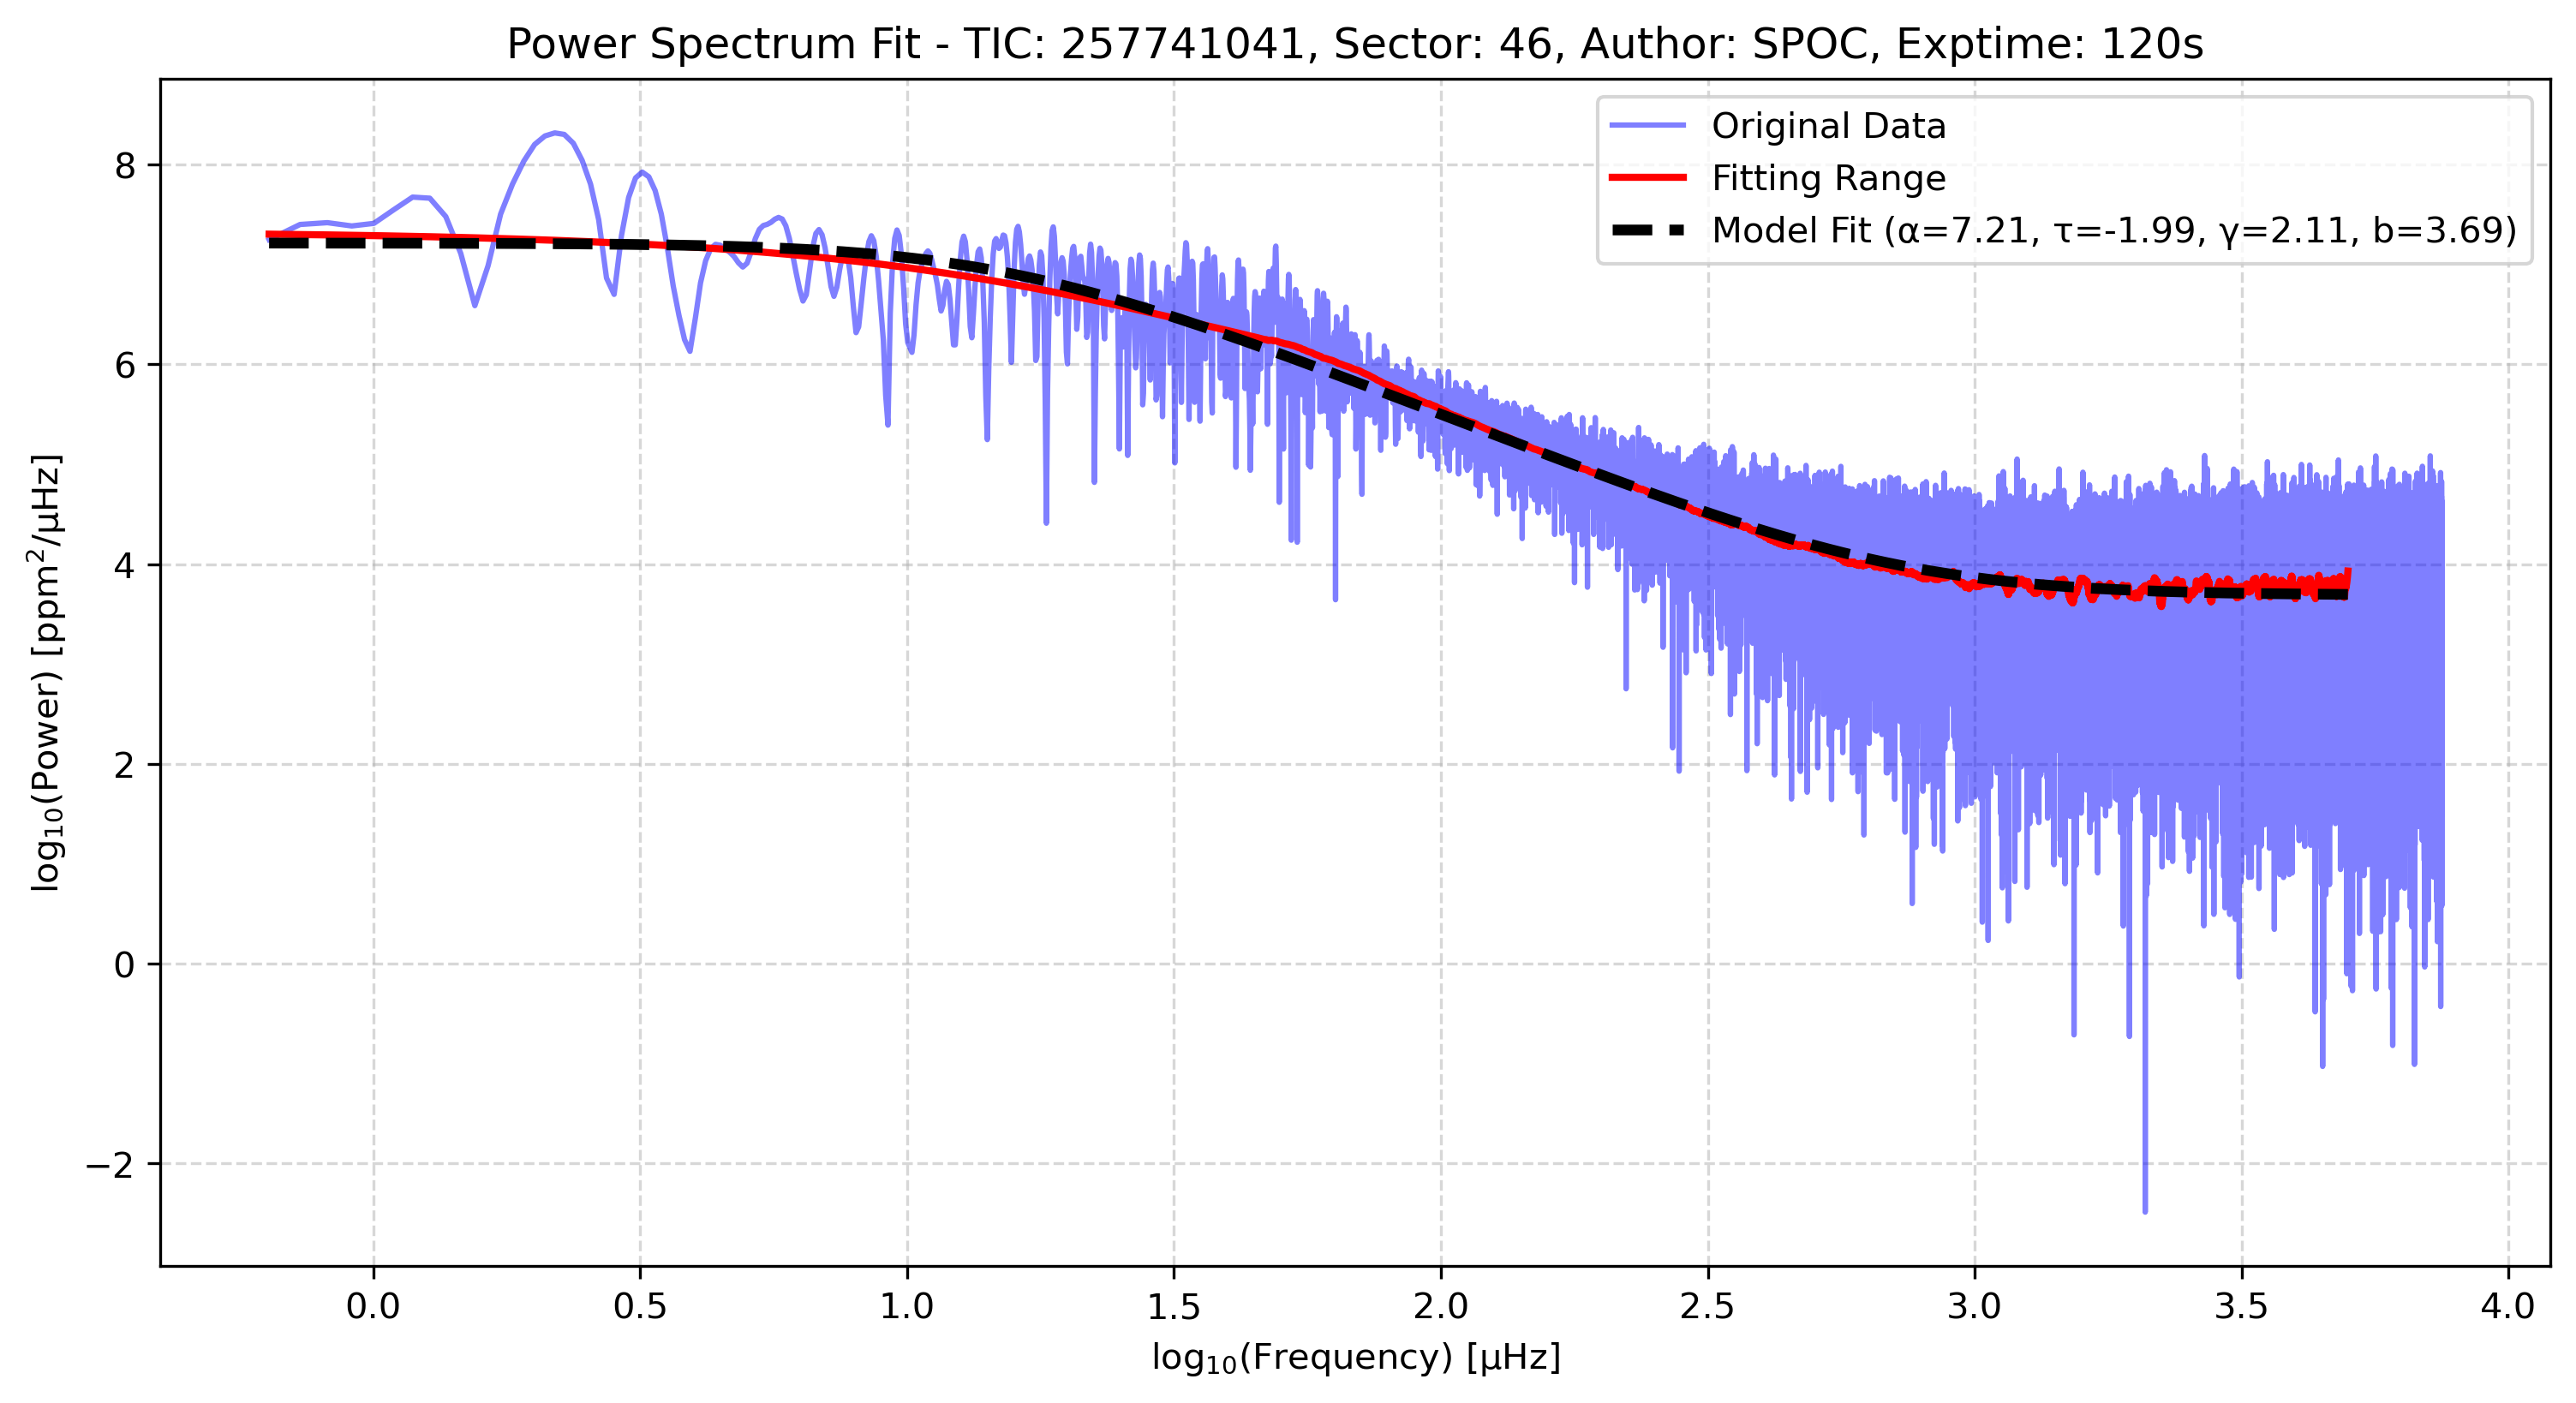 Power Spectrum Fit - TIC: 257741041, Sector: 46, Author: SPOC, Exptime: 120s
Original Data
Fitting Range
Model Fit (α=7.21, τ=-1.99, γ=2.11, b=3.69)
log₁₀(Power) [ppm²/μHz]
8
6
4
2
0
−2
0.0 0.5 1.0 1.5 2.0 2.5 3.0 3.5 4.0
log₁₀(Frequency) [μHz]